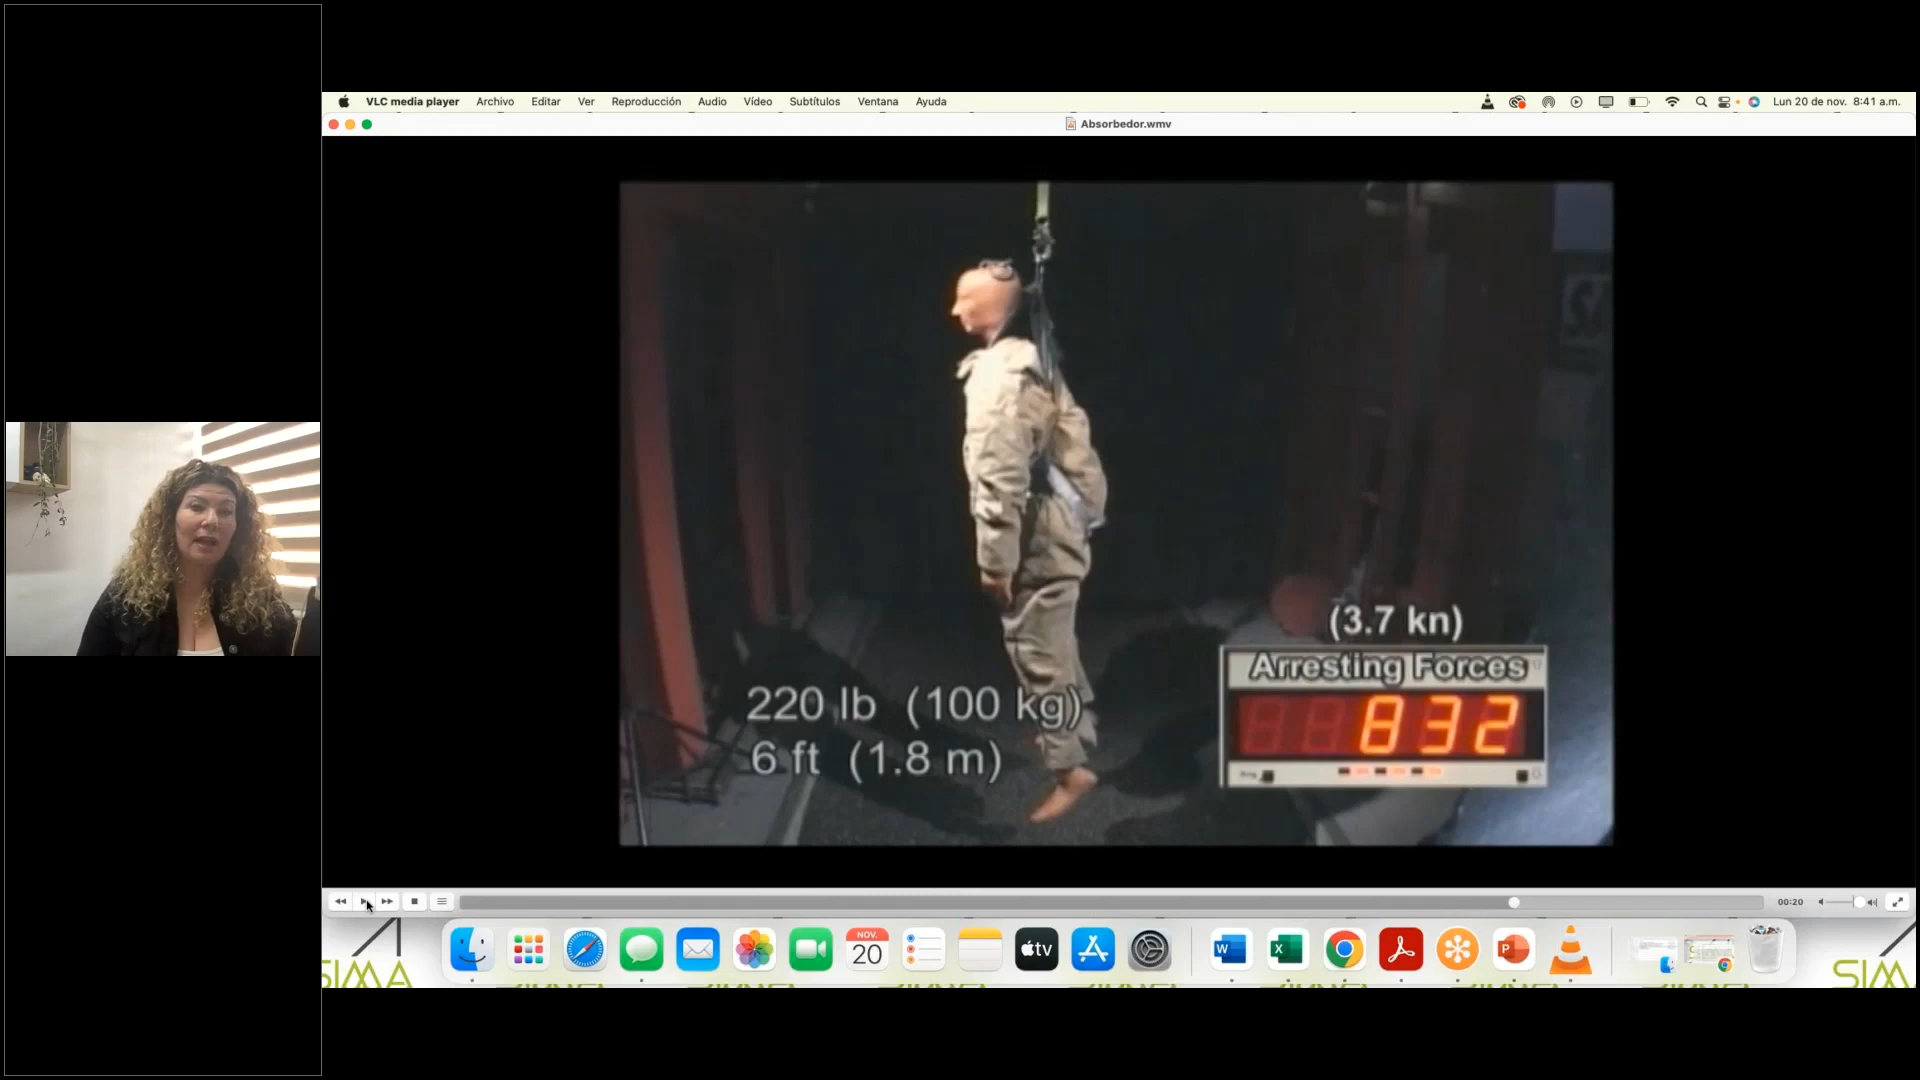 VLC media player Archivo Editar Ver Reproducción Audio Vídeo Subtítulos Ventana Ayuda Lun 20 de nov. 8:41 a.m.
Absorbedor.wmv
(3.7 kn)
Arresting Forces
832
220 lb (100 kg)
6 ft (1.8 m)
00:20
NOV.
20
tv
W
X
P
SIMA
SIM